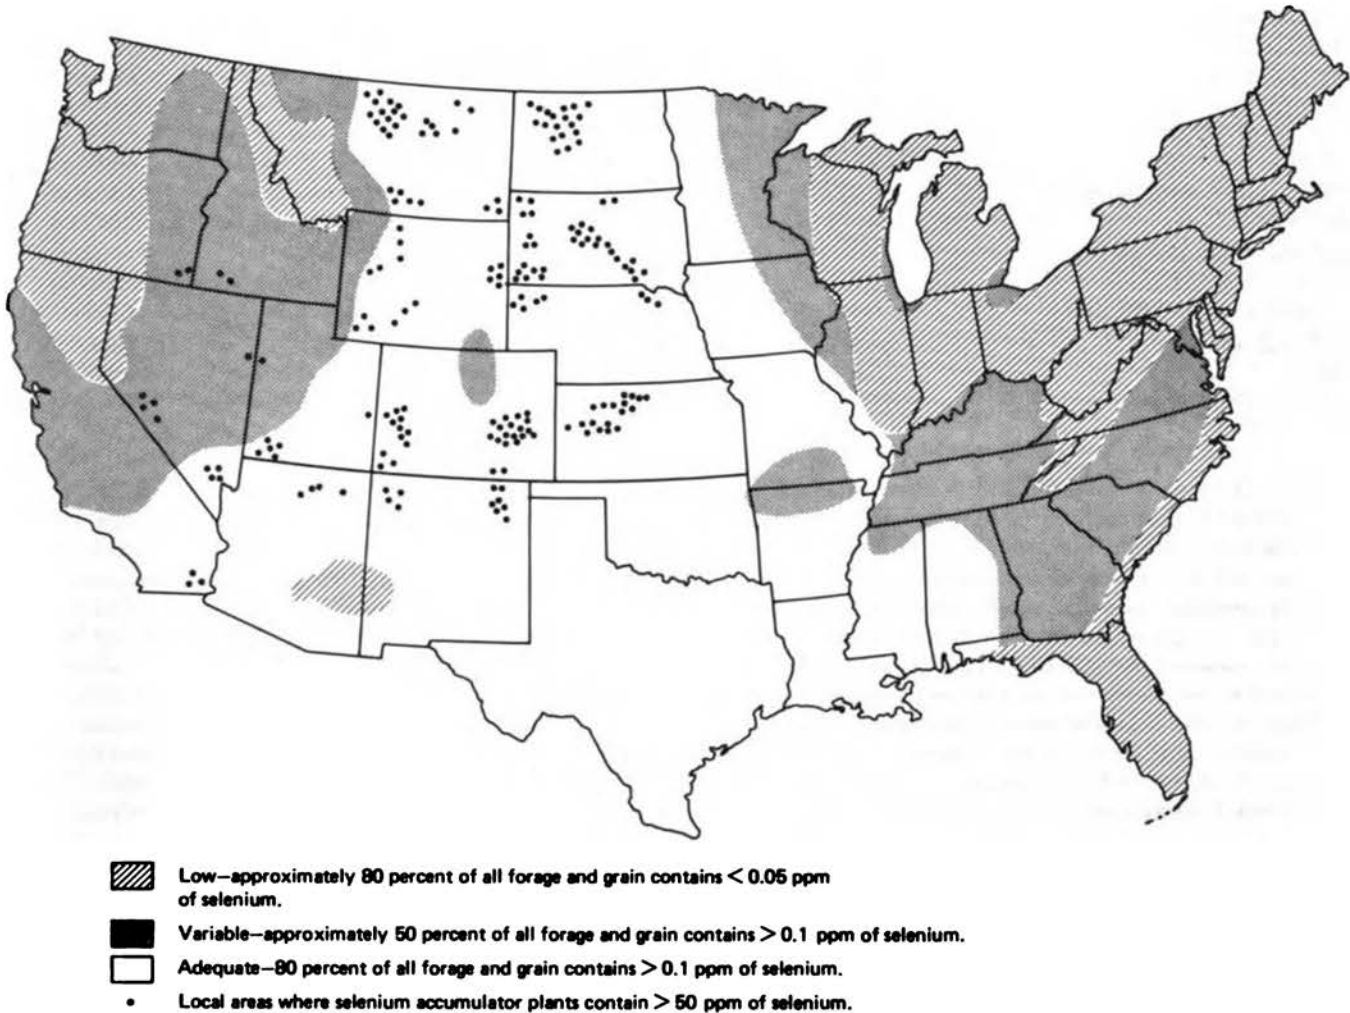 Low—approximately 80 percent of all forage and grain contains < 0.05 ppm
of selenium.
Variable—approximately 50 percent of all forage and grain contains > 0.1 ppm of selenium.
Adequate—80 percent of all forage and grain contains > 0.1 ppm of selenium.
Local areas where selenium accumulator plants contain > 50 ppm of selenium.